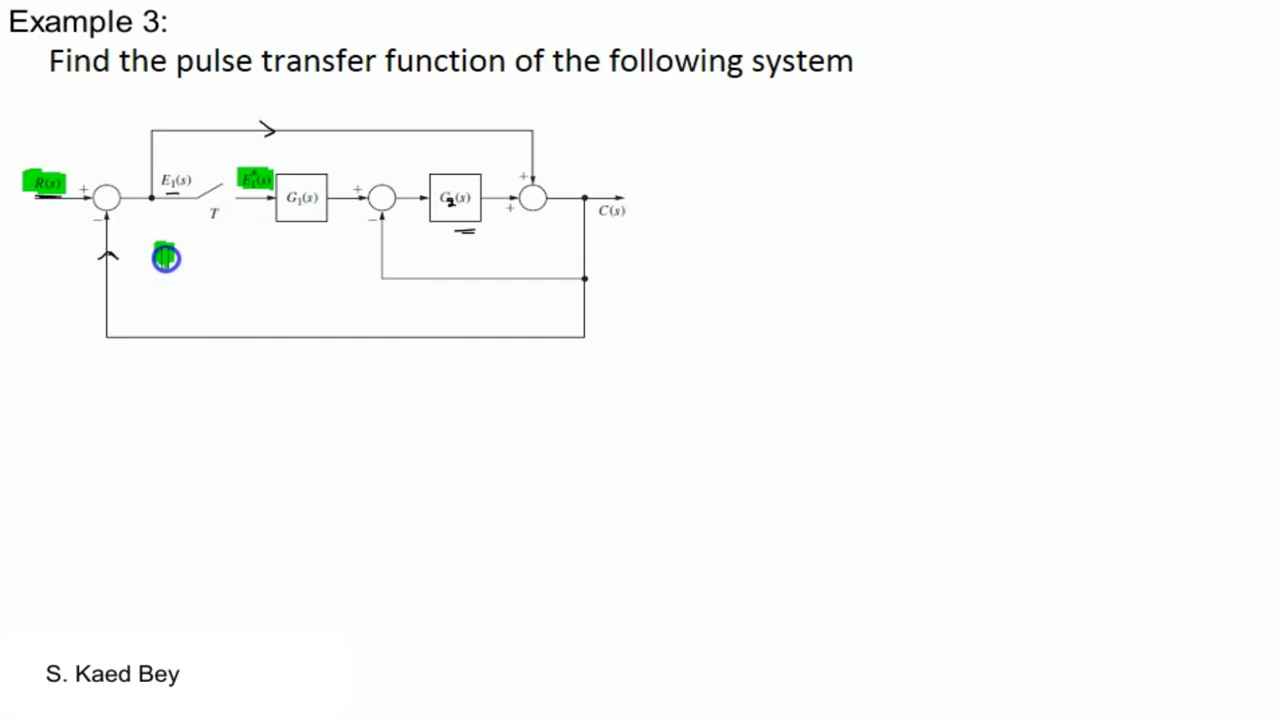 Example 3:
Find the pulse transfer function of the following system
R(s) + E₁(s) E₁*(s) + + 
− T G₁(s) − G₂(s) + C(s)
S. Kaed Bey